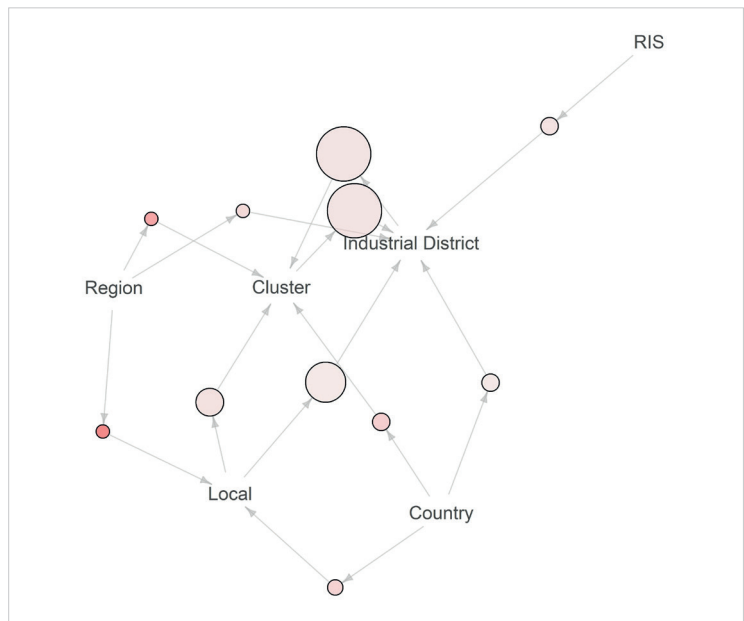 RIS
Industrial District
Region
Cluster
Local
Country